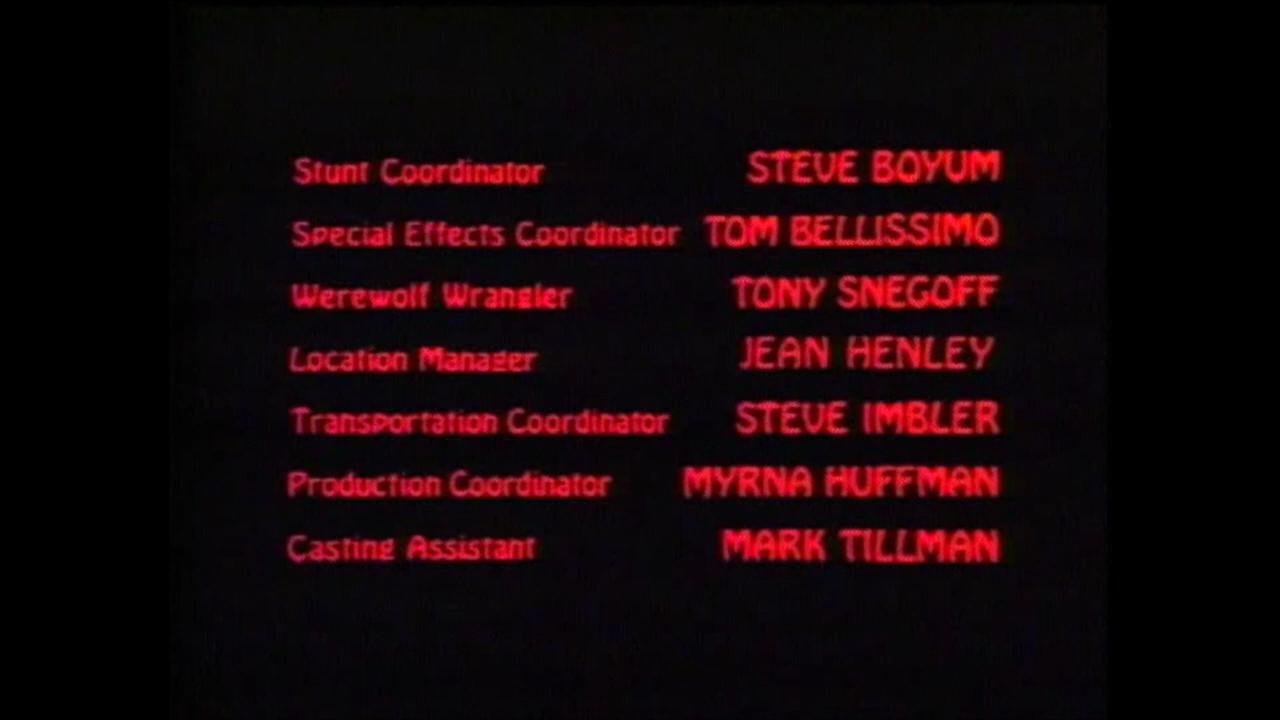 Stunt Coordinator STEVE BOYUM
Special Effects Coordinator TOM BELLISSIMO
Werewolf Wrangler TONY SNEGOFF
Location Manager JEAN HENLEY
Transportation Coordinator STEVE IMBLER
Production Coordinator MYRNA HUFFMAN
Casting Assistant MARK TILLMAN